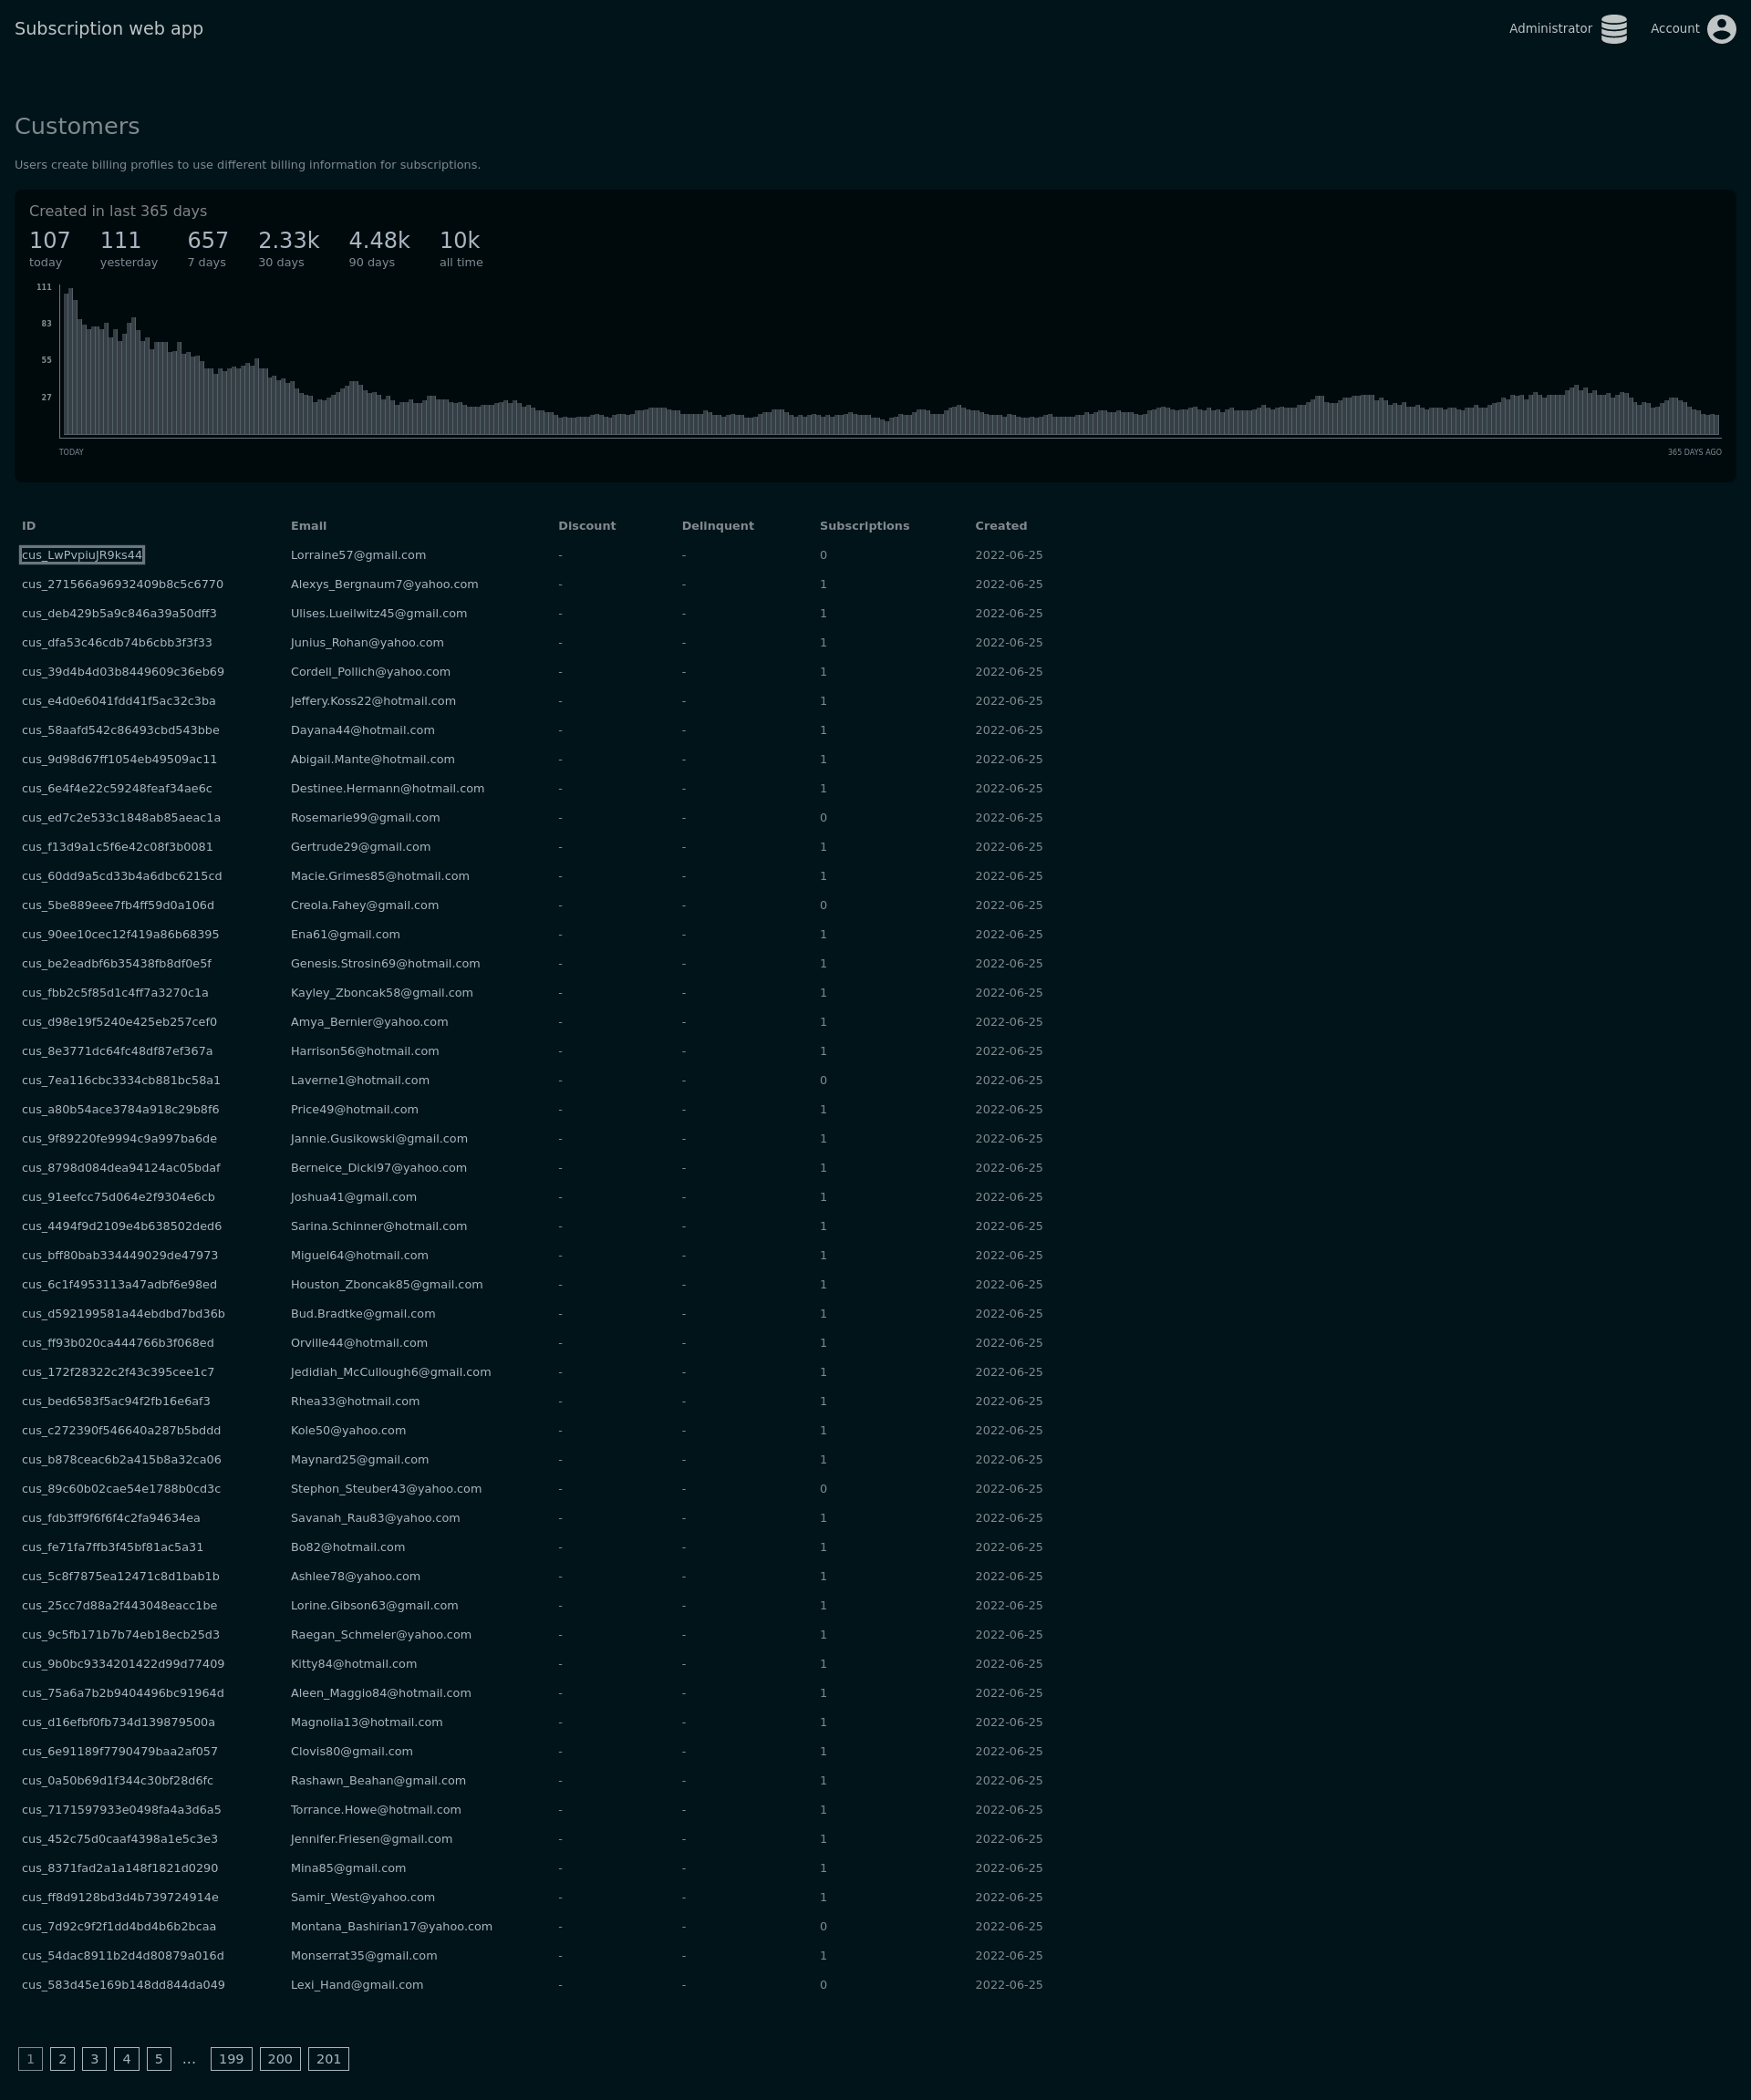 Subscription web app
Administrator
Account
Customers
Users create billing profiles to use different billing information for subscriptions.
Created in last 365 days
107 111 657 2.33k 4.48k 10k
today yesterday 7 days 30 days 90 days all time
111
83
55
27
TODAY 365 DAYS AGO
ID Email Discount Delinquent Subscriptions Created
cus_LwPvpiuJR9ks44 Lorraine57@gmail.com - - 0 2022-06-25
cus_271566a96932409b8c5c6770 Alexys_Bergnaum7@yahoo.com - - 1 2022-06-25
cus_deb429b5a9c846a39a50dff3 Ulises.Lueilwitz45@gmail.com - - 1 2022-06-25
cus_dfa53c46cdb74b6cbb3f3f33 Junius_Rohan@yahoo.com - - 1 2022-06-25
cus_39d4b4d03b8449609c36eb69 Cordell_Pollich@yahoo.com - - 1 2022-06-25
cus_e4d0e6041fdd41f5ac32c3ba Jeffery.Koss22@hotmail.com - - 1 2022-06-25
cus_58aafd542c86493cbd543bbe Dayana44@hotmail.com - - 1 2022-06-25
cus_9d98d67ff1054eb49509ac11 Abigail.Mante@hotmail.com - - 1 2022-06-25
cus_6e4f4e22c59248feaf34ae6c Destinee.Hermann@hotmail.com - - 1 2022-06-25
cus_ed7c2e533c1848ab85aeac1a Rosemarie99@gmail.com - - 0 2022-06-25
cus_f13d9a1c5f6e42c08f3b0081 Gertrude29@gmail.com - - 1 2022-06-25
cus_60dd9a5cd33b4a6dbc6215cd Macie.Grimes85@hotmail.com - - 1 2022-06-25
cus_5be889eee7fb4ff59d0a106d Creola.Fahey@gmail.com - - 0 2022-06-25
cus_90ee10cec12f419a86b68395 Ena61@gmail.com - - 1 2022-06-25
cus_be2eadbf6b35438fb8df0e5f Genesis.Strosin69@hotmail.com - - 1 2022-06-25
cus_fbb2c5f85d1c4ff7a3270c1a Kayley_Zboncak58@gmail.com - - 1 2022-06-25
cus_d98e19f5240e425eb257cef0 Amya_Bernier@yahoo.com - - 1 2022-06-25
cus_8e3771dc64fc48df87ef367a Harrison56@hotmail.com - - 1 2022-06-25
cus_7ea116cbc3334cb881bc58a1 Laverne1@hotmail.com - - 0 2022-06-25
cus_a80b54ace3784a918c29b8f6 Price49@hotmail.com - - 1 2022-06-25
cus_9f89220fe9994c9a997ba6de Jannie.Gusikowski@gmail.com - - 1 2022-06-25
cus_8798d084dea94124ac05bdaf Berneice_Dicki97@yahoo.com - - 1 2022-06-25
cus_91eefcc75d064e2f9304e6cb Joshua41@gmail.com - - 1 2022-06-25
cus_4494f9d2109e4b638502ded6 Sarina.Schinner@hotmail.com - - 1 2022-06-25
cus_bff80bab334449029de47973 Miguel64@hotmail.com - - 1 2022-06-25
cus_6c1f4953113a47adbf6e98ed Houston_Zboncak85@gmail.com - - 1 2022-06-25
cus_d592199581a44ebdbd7bd36b Bud.Bradtke@gmail.com - - 1 2022-06-25
cus_ff93b020ca444766b3f068ed Orville44@hotmail.com - - 1 2022-06-25
cus_172f28322c2f43c395cee1c7 Jedidiah_McCullough6@gmail.com - - 1 2022-06-25
cus_bed6583f5ac94f2fb16e6af3 Rhea33@hotmail.com - - 1 2022-06-25
cus_c272390f546640a287b5bddd Kole50@yahoo.com - - 1 2022-06-25
cus_b878ceac6b2a415b8a32ca06 Maynard25@gmail.com - - 1 2022-06-25
cus_89c60b02cae54e1788b0cd3c Stephon_Steuber43@yahoo.com - - 0 2022-06-25
cus_fdb3ff9f6f6f4c2fa94634ea Savanah_Rau83@yahoo.com - - 1 2022-06-25
cus_fe71fa7ffb3f45bf81ac5a31 Bo82@hotmail.com - - 1 2022-06-25
cus_5c8f7875ea12471c8d1bab1b Ashlee78@yahoo.com - - 1 2022-06-25
cus_25cc7d88a2f443048eacc1be Lorine.Gibson63@gmail.com - - 1 2022-06-25
cus_9c5fb171b7b74eb18ecb25d3 Raegan_Schmeler@yahoo.com - - 1 2022-06-25
cus_9b0bc9334201422d99d77409 Kitty84@hotmail.com - - 1 2022-06-25
cus_75a6a7b2b9404496bc91964d Aleen_Maggio84@hotmail.com - - 1 2022-06-25
cus_d16efbf0fb734d139879500a Magnolia13@hotmail.com - - 1 2022-06-25
cus_6e91189f7790479baa2af057 Clovis80@gmail.com - - 1 2022-06-25
cus_0a50b69d1f344c30bf28d6fc Rashawn_Beahan@gmail.com - - 1 2022-06-25
cus_7171597933e0498fa4a3d6a5 Torrance.Howe@hotmail.com - - 1 2022-06-25
cus_452c75d0caaf4398a1e5c3e3 Jennifer.Friesen@gmail.com - - 1 2022-06-25
cus_8371fad2a1a148f1821d0290 Mina85@gmail.com - - 1 2022-06-25
cus_ff8d9128bd3d4b739724914e Samir_West@yahoo.com - - 1 2022-06-25
cus_7d92c9f2f1dd4bd4b6b2bcaa Montana_Bashirian17@yahoo.com - - 0 2022-06-25
cus_54dac8911b2d4d80879a016d Monserrat35@gmail.com - - 1 2022-06-25
cus_583d45e169b148dd844da049 Lexi_Hand@gmail.com - - 0 2022-06-25
1 2 3 4 5 ... 199 200 201